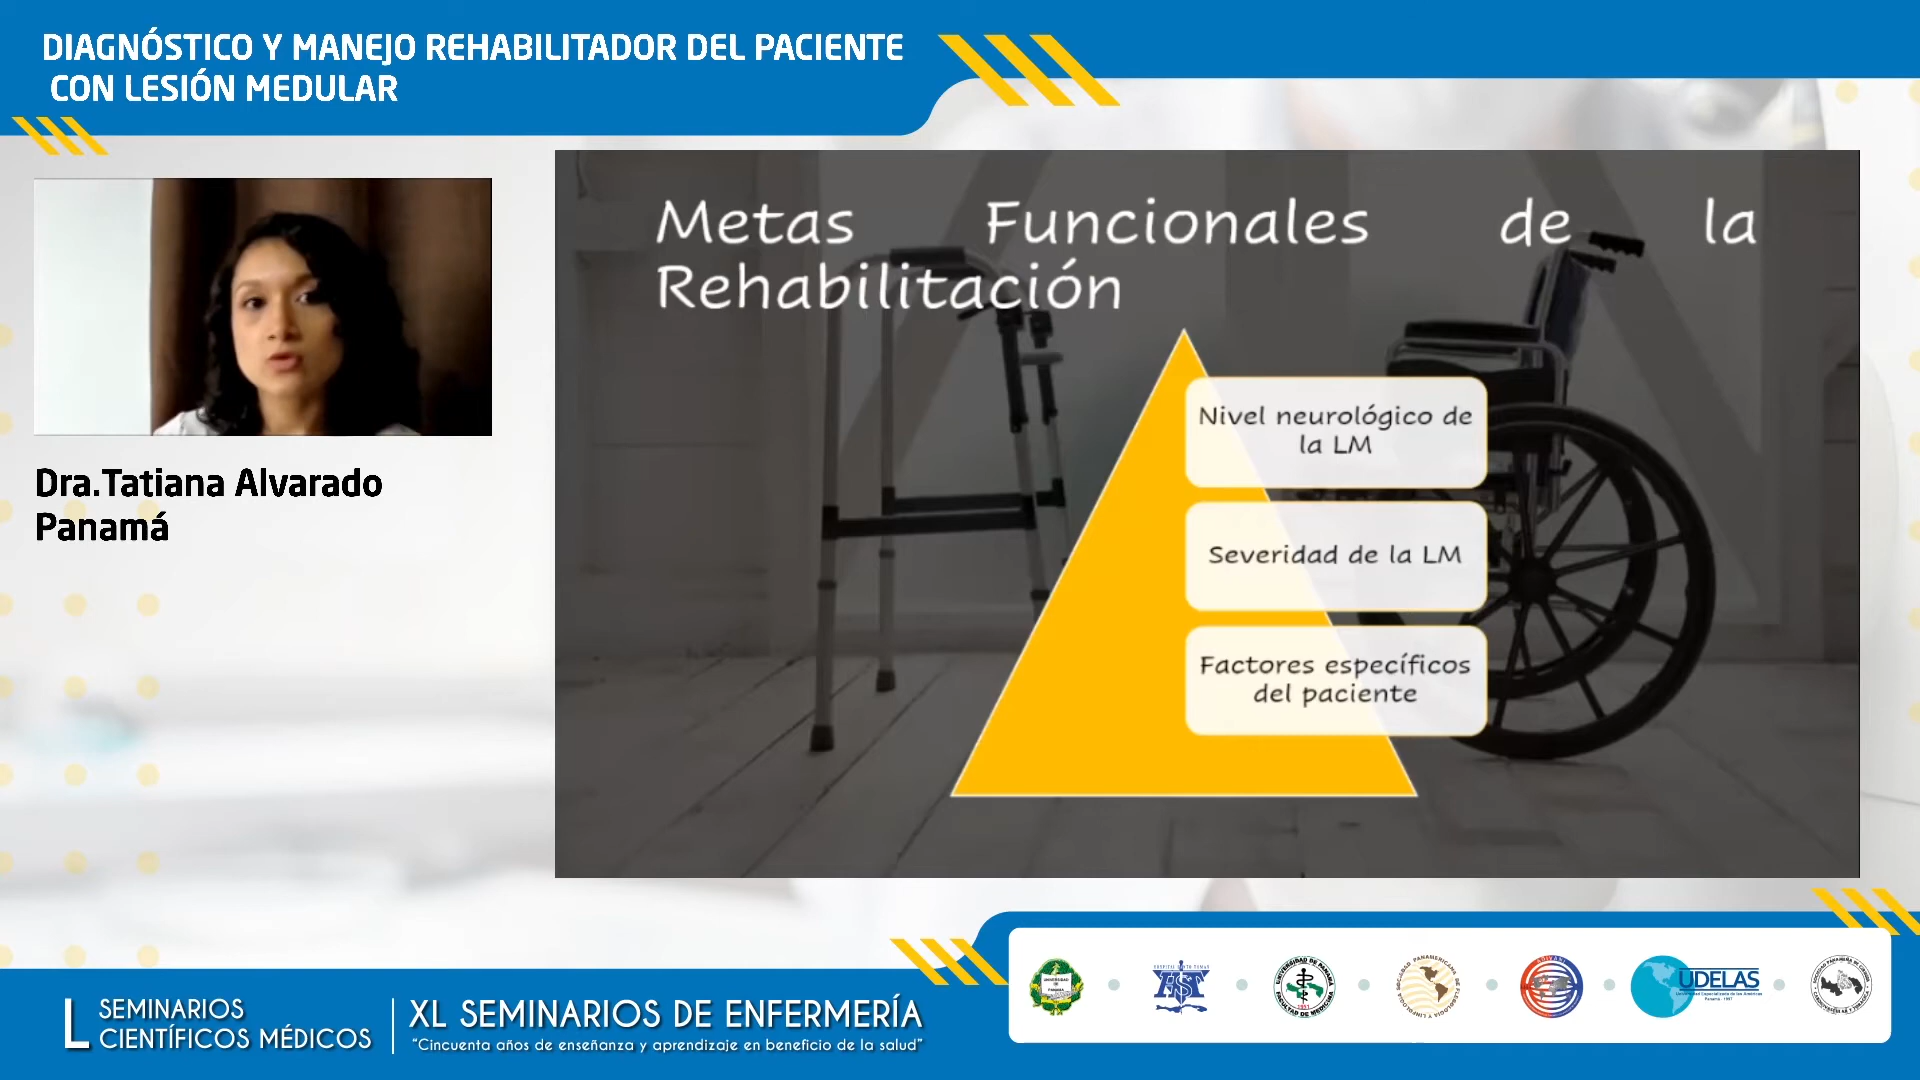 DIAGNÓSTICO Y MANEJO REHABILITADOR DEL PACIENTE
CON LESIÓN MEDULAR
Metas Funcionales de la
Rehabilitación
Nivel neurológico de
la LM
Severidad de la LM
Factores específicos
del paciente
Dra.Tatiana Alvarado
Panamá
L SEMINARIOS
CIENTÍFICOS MÉDICOS
XL SEMINARIOS DE ENFERMERÍA
“Cincuenta años de enseñanza y aprendizaje en beneficio de la salud”
HST
UDELAS